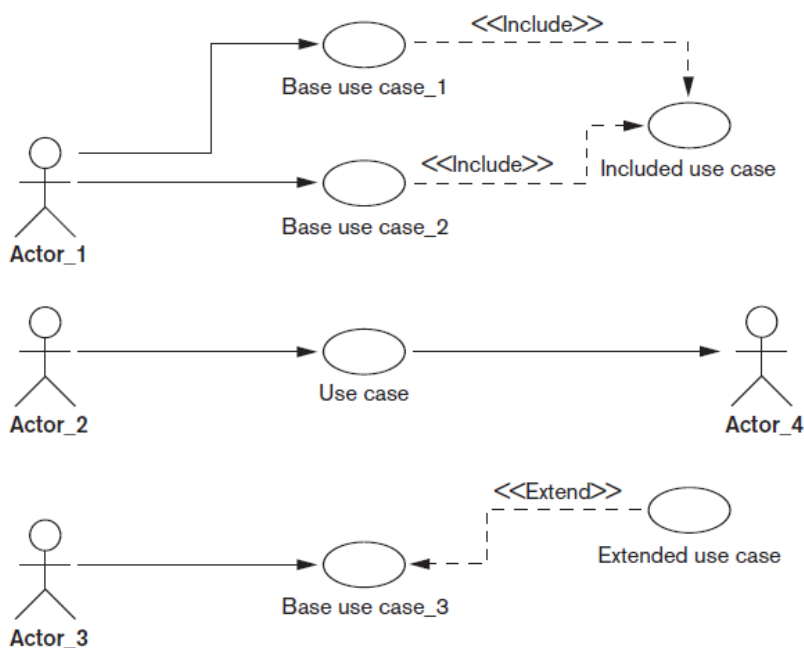 <<Include>>
Base use case_1
<<Include>>
Included use case
Base use case_2
Actor_1
Use case
Actor_2
Actor_4
<<Extend>>
Extended use case
Base use case_3
Actor_3